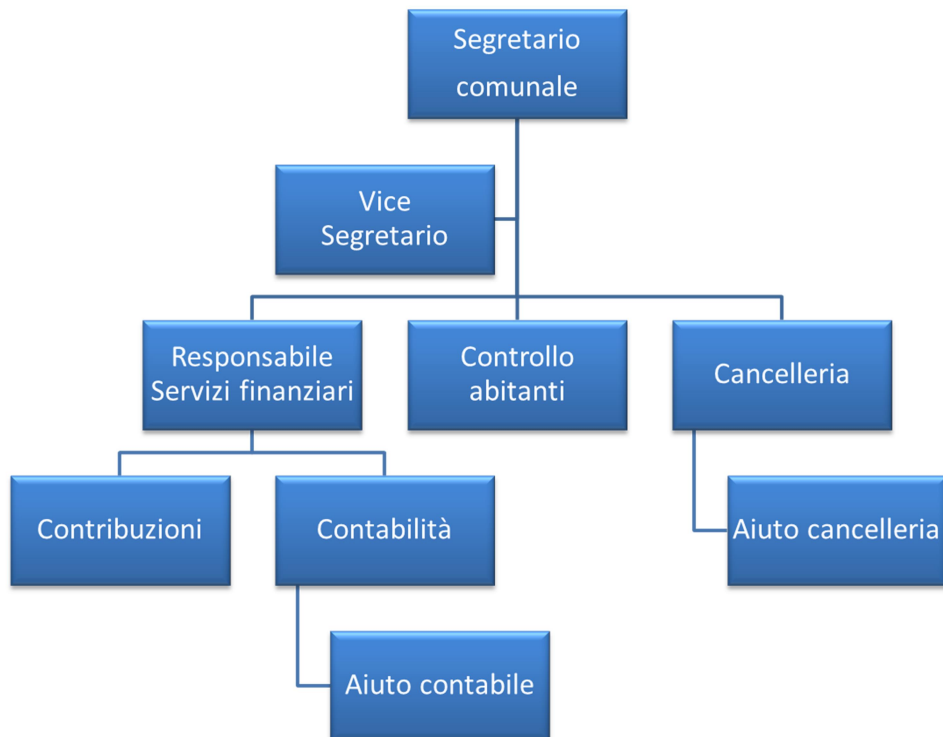 Segretario
comunale
Vice
Segretario
Responsabile
Servizi finanziari
Controllo
abitanti
Cancelleria
Contribuzioni
Contabilità
Aiuto cancelleria
Aiuto contabile